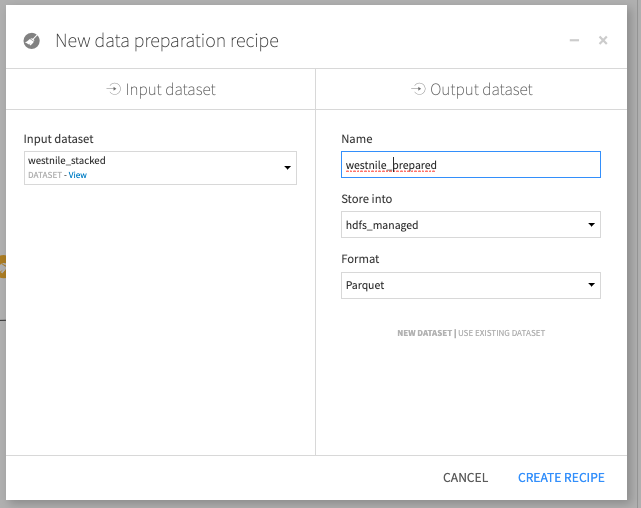 New data preparation recipe
Input dataset
Output dataset
Input dataset
westnile_stacked
DATASET - View
Name
westnile_prepared
Store into
hdfs_managed
Format
Parquet
NEW DATASET | USE EXISTING DATASET
CANCEL
CREATE RECIPE